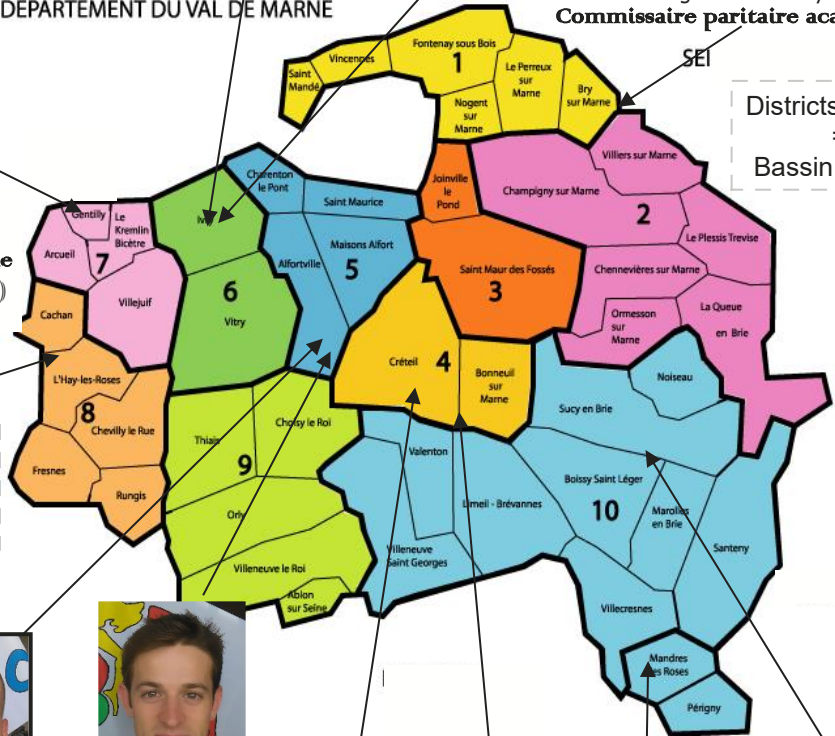 DEPARTEMENT DU VAL DE MARNE
Commissaire paritaire aca
SEI
Districts
Bassin
Fontenay sous Bois
1
Vincennes
Saint
Mandé
Le Perreux
sur
Marne
Bry
sur Marne
Nogent
sur
Marne
Villiers sur Marne
Champigny sur Marne
2
Le Plessis Trevise
Chennevières sur Marne
La Queue
en Brie
Ormesson
sur
Marne
Joinville
le
Pond
Saint Maur des Fossés
3
Charenton
le Pont
Saint Maurice
Maisons Alfort
Alfortville
5
Créteil
4
Bonneuil
sur
Marne
6
Vitry
Gentilly
Le
Kremlin
Bicètre
Arcueil
7
Villejuif
Cachan
L'Hay-les-Roses
8
Chevilly le Rue
Fresnes
Rungis
Thiais
Choisy le Roi
9
Orly
Villeneuve le Roi
Ablon
sur Seine
Noiseau
Sucy en Brie
Valenton
Boissy Saint Léger
10
Limeil - Brévannes
Marolles
en Brie
Villeneuve
Saint Georges
Santeny
Villecresnes
Mandres
es Roses
Périgny
C